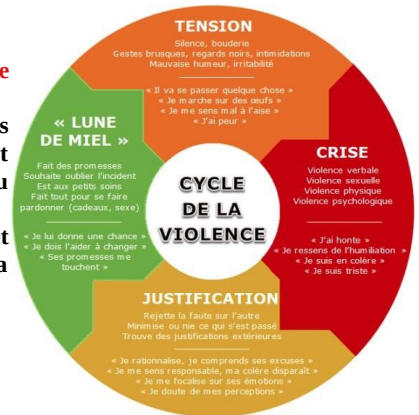 TENSION
Silence, bouderie
Gestes brusques, regards noirs, intimidations
Mauvaise humeur, irritabilité
« Il va se passer quelque chose »
« Je marche sur des œufs »
« Je me sens mal à l'aise »
« J'ai peur »
CRISE
Violence verbale
Violence sexuelle
Violence physique
Violence psychologique
« J'ai honte »
« Je ressens de l'humiliation »
« Je suis en colère »
« Je suis triste »
JUSTIFICATION
Rejette la faute sur l'autre
Minimise ou nie ce qui s'est passé
Trouve des justifications extérieures
« Je rationnalise, je comprends ses excuses »
« Je me sens responsable, ma colère disparaît »
« Je me focalise sur ses émotions »
« Je doute de mes perceptions »
« LUNE
DE MIEL »
Fait des promesses
Souhaite oublier l'incident
Est aux petits soins
Fait tout pour se faire
pardonner (cadeaux, sexe)
« Je lui donne une chance »
« Je dois l'aider à changer »
« Ses promesses me
touchent »
CYCLE
DE LA
VIOLENCE
e
s
t
u
et
a